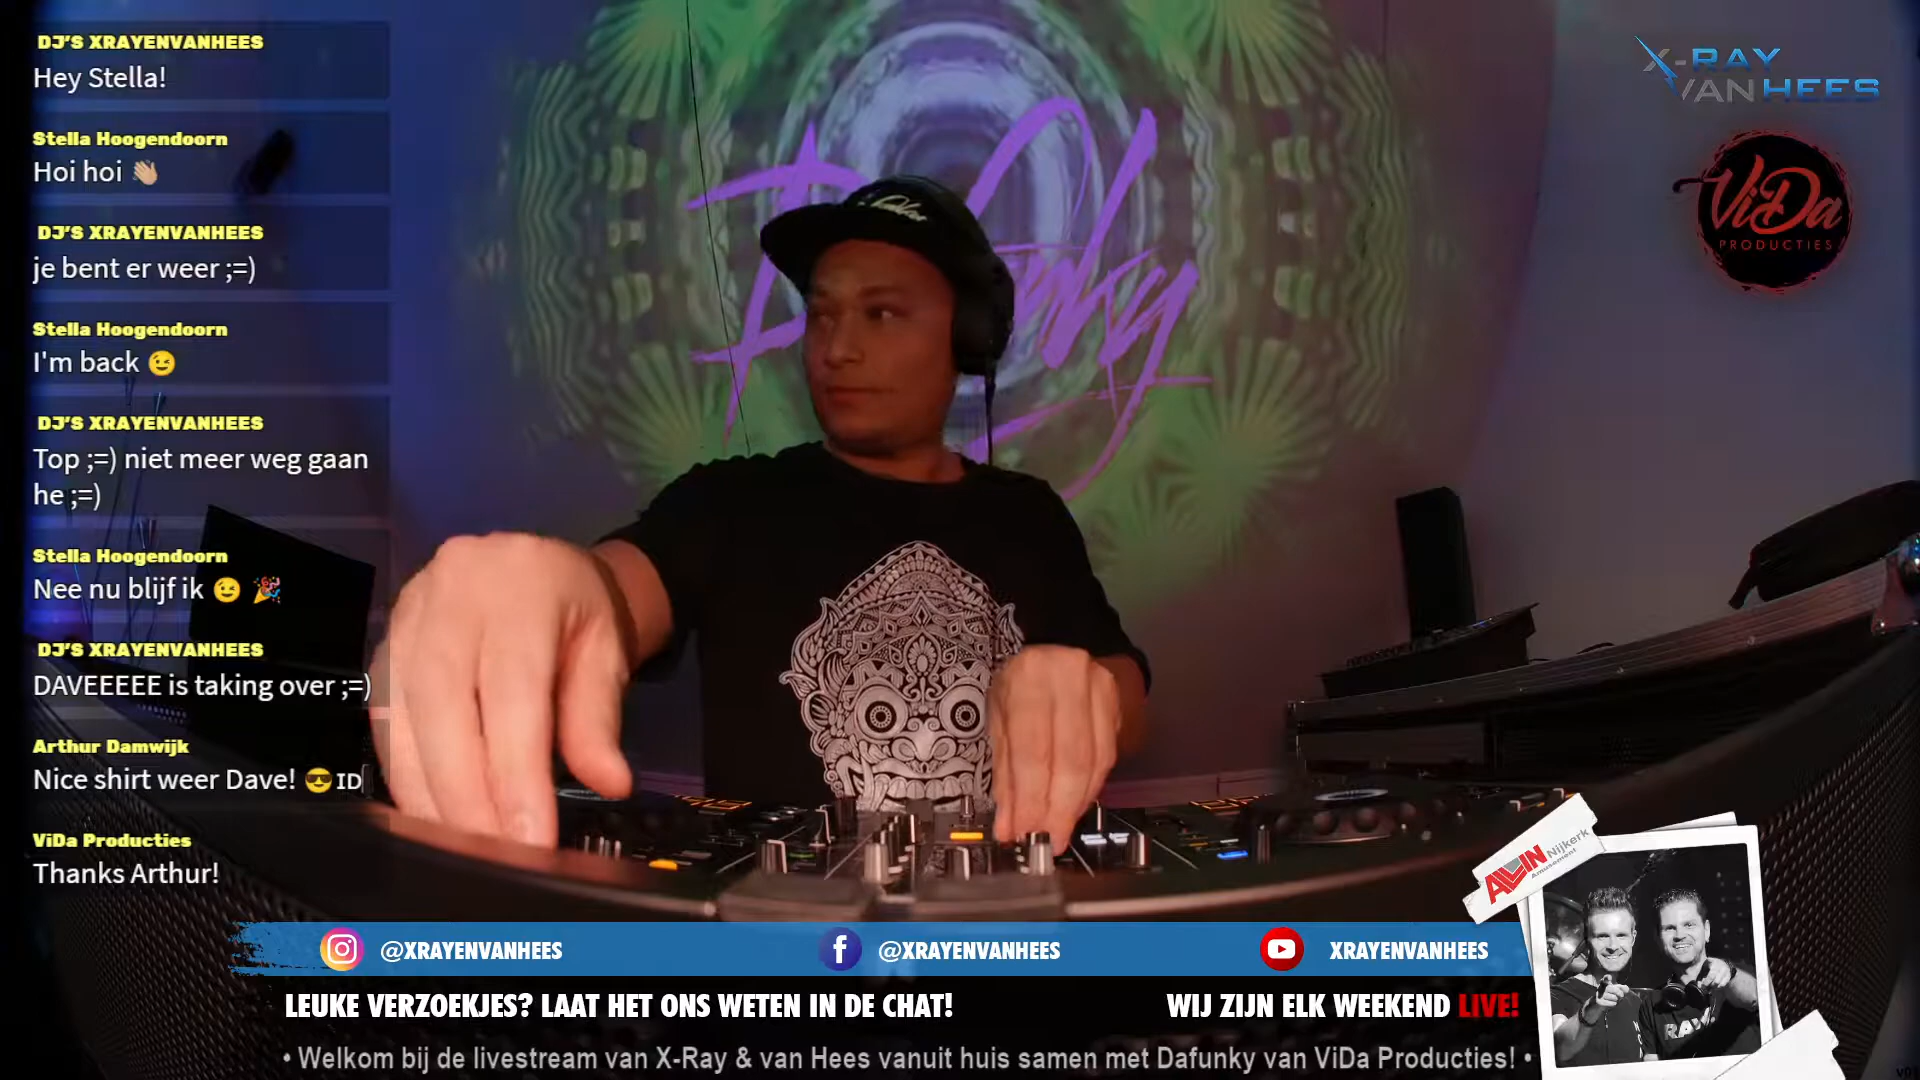 DJ'S XRAYENVANHEES
Hey Stella!
Stella Hoogendoorn
Hoi hoi 👋🏼
DJ'S XRAYENVANHEES
je bent er weer ;=)
Stella Hoogendoorn
I'm back 😉
DJ'S XRAYENVANHEES
Top ;=) niet meer weg gaan
he ;=)
Stella Hoogendoorn
Nee nu blijf ik 😉 🎉
DJ'S XRAYENVANHEES
DAVEEEEE is taking over ;=)
Arthur Damwijk
Nice shirt weer Dave! 😎 ID
ViDa Producties
Thanks Arthur!
X-RAY
VANHEES
ViDa
PRODUCTIES
ALLIN Nijkerk
Amusement
RAW.
@XRAYENVANHEES
@XRAYENVANHEES
XRAYENVANHEES
LEUKE VERZOEKJES? LAAT HET ONS WETEN IN DE CHAT!
WIJ ZIJN ELK WEEKEND LIVE!
• Welkom bij de livestream van X-Ray & van Hees vanuit huis samen met Dafunky van ViDa Producties! •